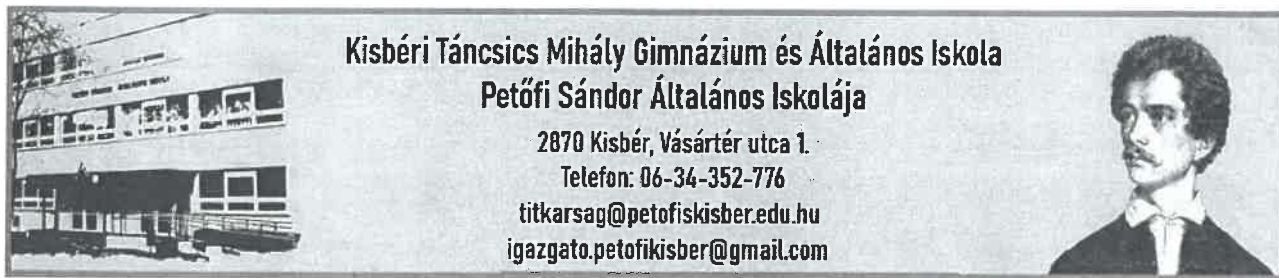 Kisbéri Táncsics Mihály Gimnázium és Általános Iskola
Petőfi Sándor Általános Iskolája
2870 Kisbér, Vásártér utca 1.
Telefon: 06-34-352-776
titkarsag@petofiskisber.edu.hu
igazgato.petofikisber@gmail.com